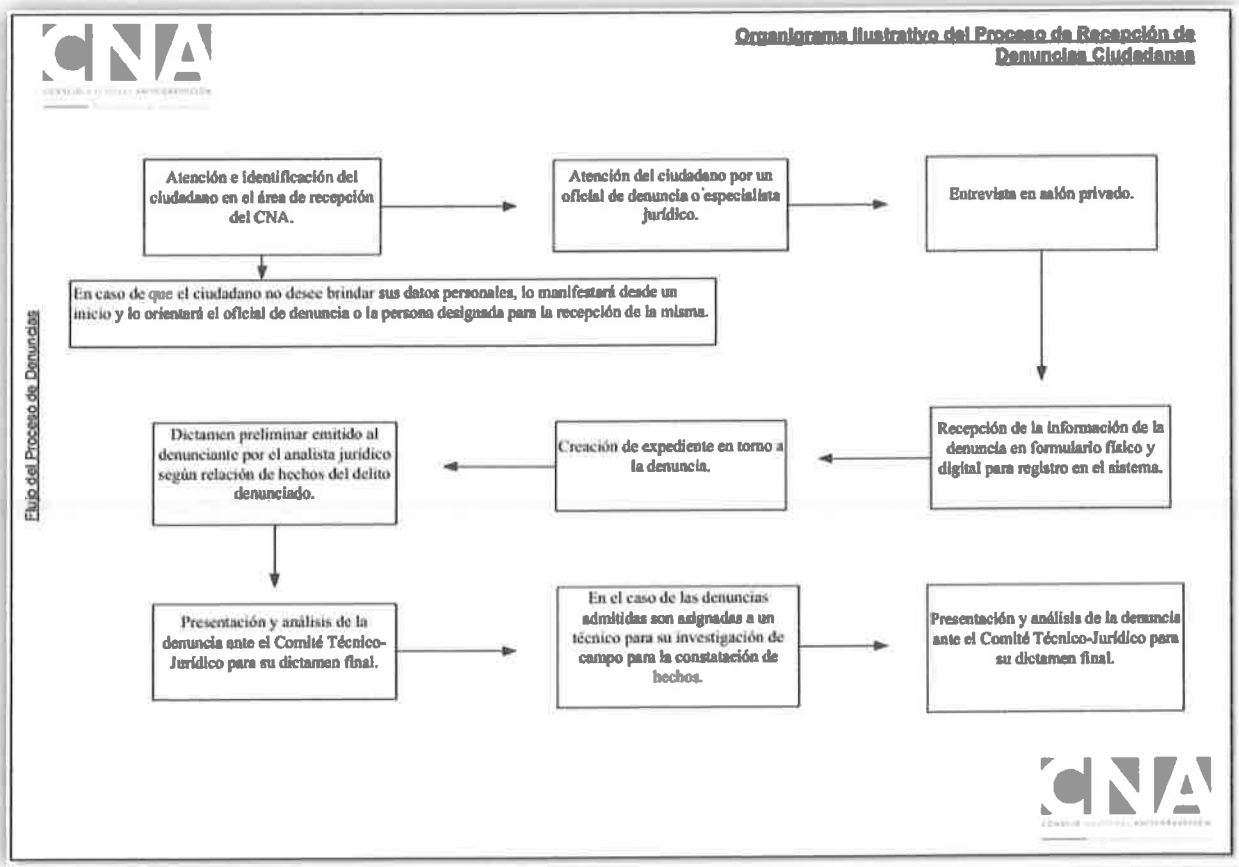 CNA
Organigrama Ilustrativo del Proceso de Recepción de
Denuncias Ciudadanas
Atención e identificación del
ciudadano en el área de recepción
del CNA.
Atención del ciudadano por un
oficial de denuncia o especialista
jurídico.
Entrevista en salón privado.
En caso de que el ciudadano no desee brindar sus datos personales, lo manifestará desde un
inicio y lo orientará el oficial de denuncia o la persona designada para la recepción de la misma.
Flujo del Proceso de Denuncias
Recepción de la información de la
denuncia en formulario físico y
digital para registro en el sistema.
Creación de expediente en torno a
la denuncia.
Dictamen preliminar emitido al
denunciante por el analista jurídico
según relación de hechos del delito
denunciado.
Presentación y análisis de la
denuncia ante el Comité Técnico-
Jurídico para su dictamen final.
En el caso de las denuncias
admitidas son asignadas a un
técnico para su investigación de
campo para la constatación de
hechos.
Presentación y análisis de la denuncia
ante el Comité Técnico-Jurídico para
su dictamen final.
CNA